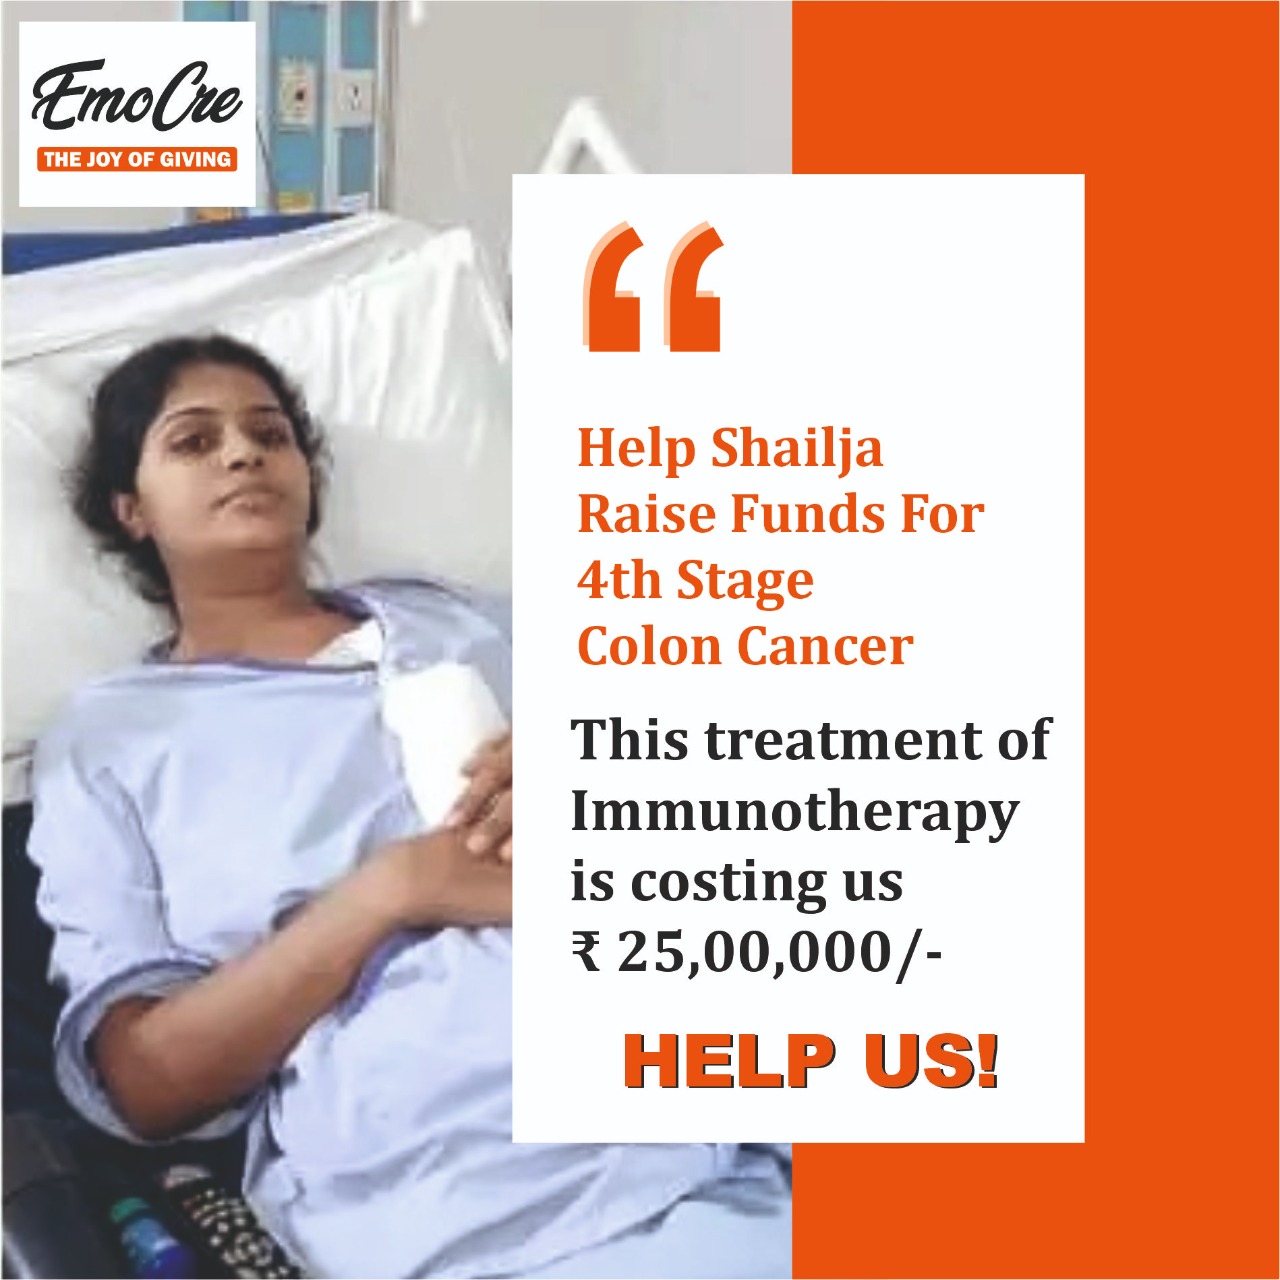 EmoCre
THE JOY OF GIVING
Help Shailja
Raise Funds For
4th Stage
Colon Cancer
This treatment of
Immunotherapy
is costing us
₹ 25,00,000/-
HELP US!